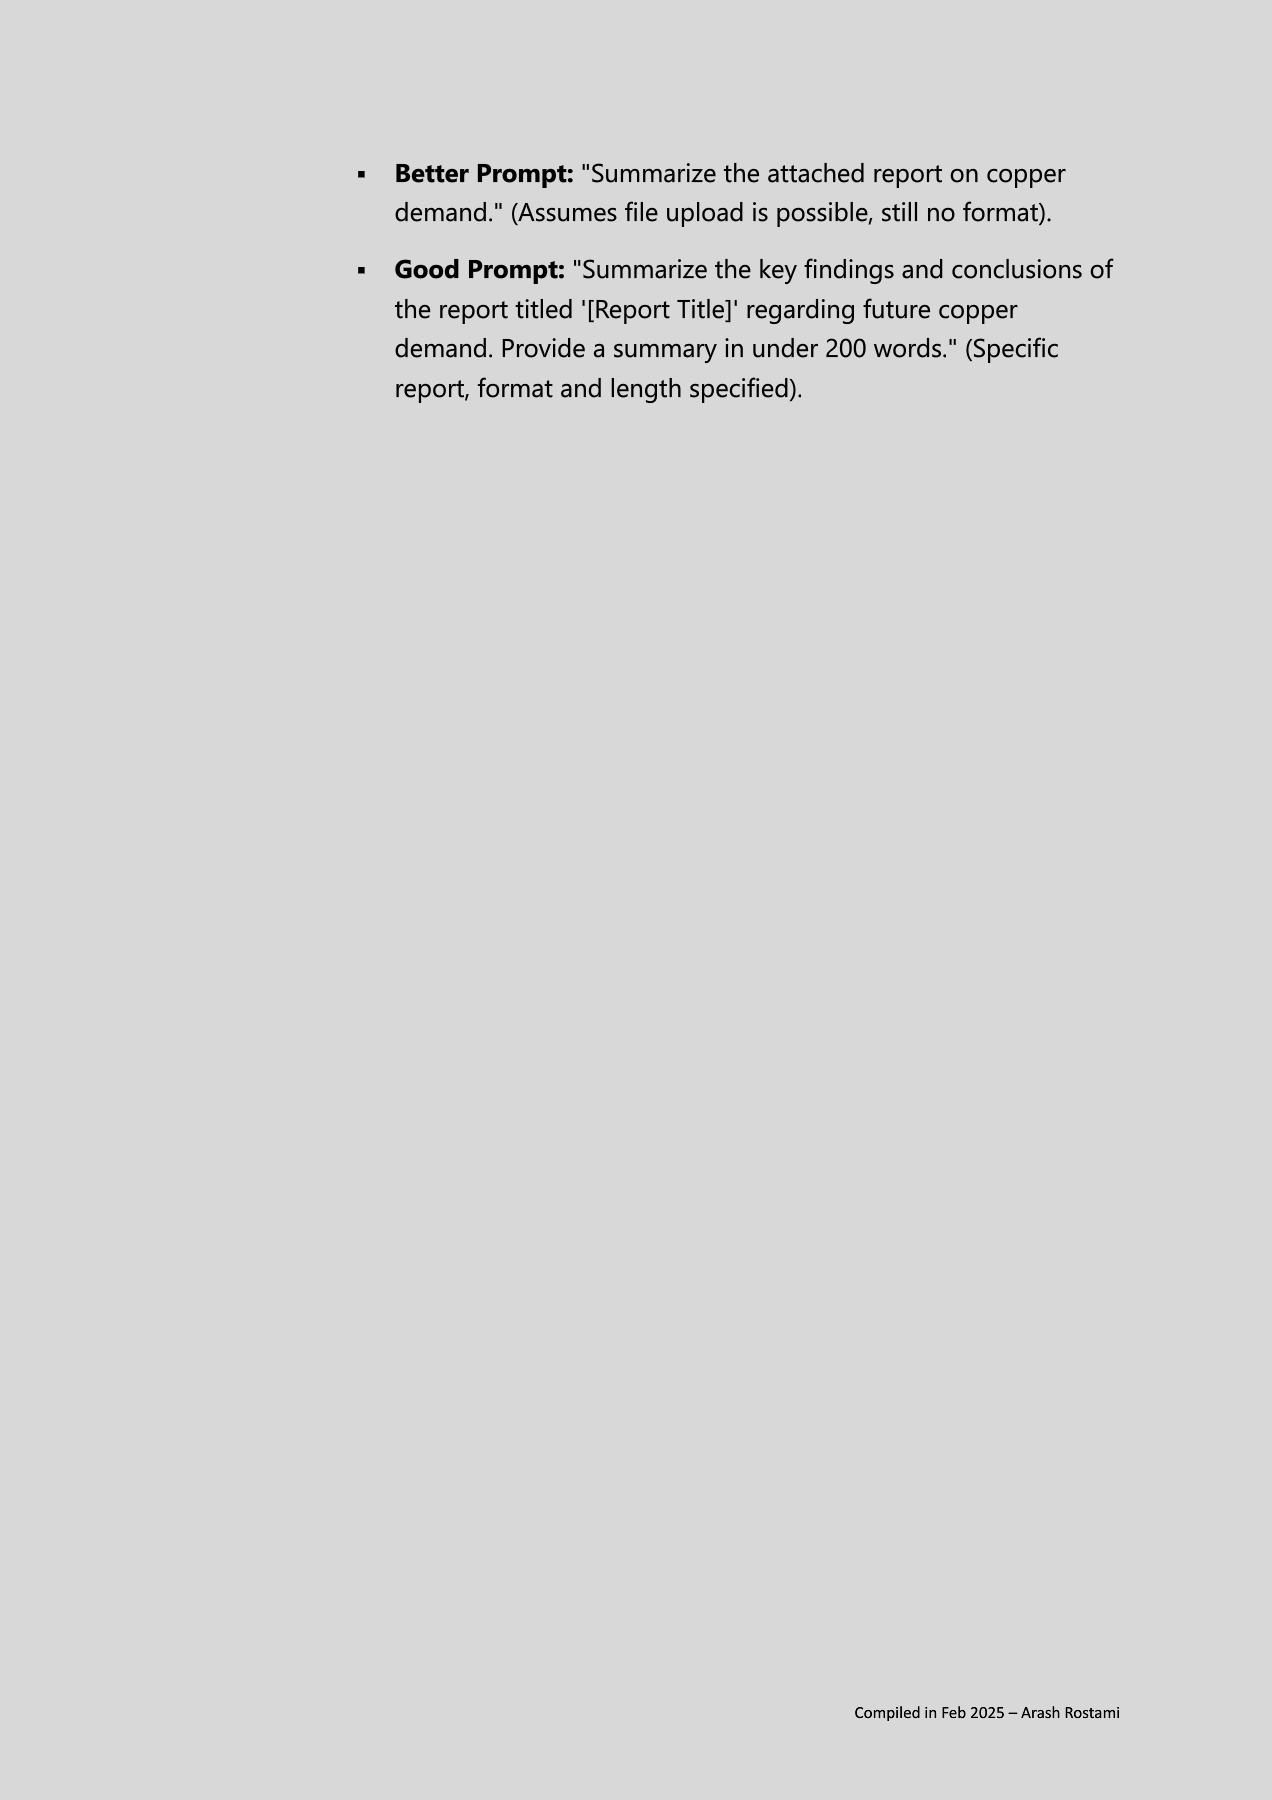 ▪ Better Prompt: "Summarize the attached report on copper
demand." (Assumes file upload is possible, still no format).
▪ Good Prompt: "Summarize the key findings and conclusions of
the report titled '[Report Title]' regarding future copper
demand. Provide a summary in under 200 words." (Specific
report, format and length specified).
Compiled in Feb 2025 – Arash Rostami